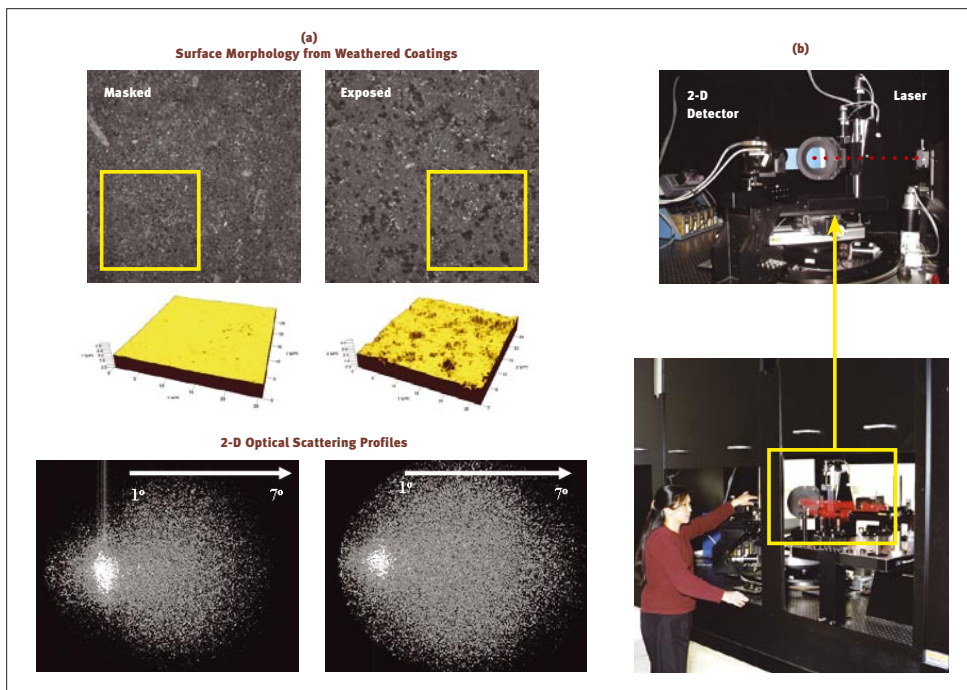 (a)
Surface Morphology from Weathered Coatings
Masked
Exposed
2-D Optical Scattering Profiles
1º
7º
1º
7º
(b)
2-D
Detector
Laser